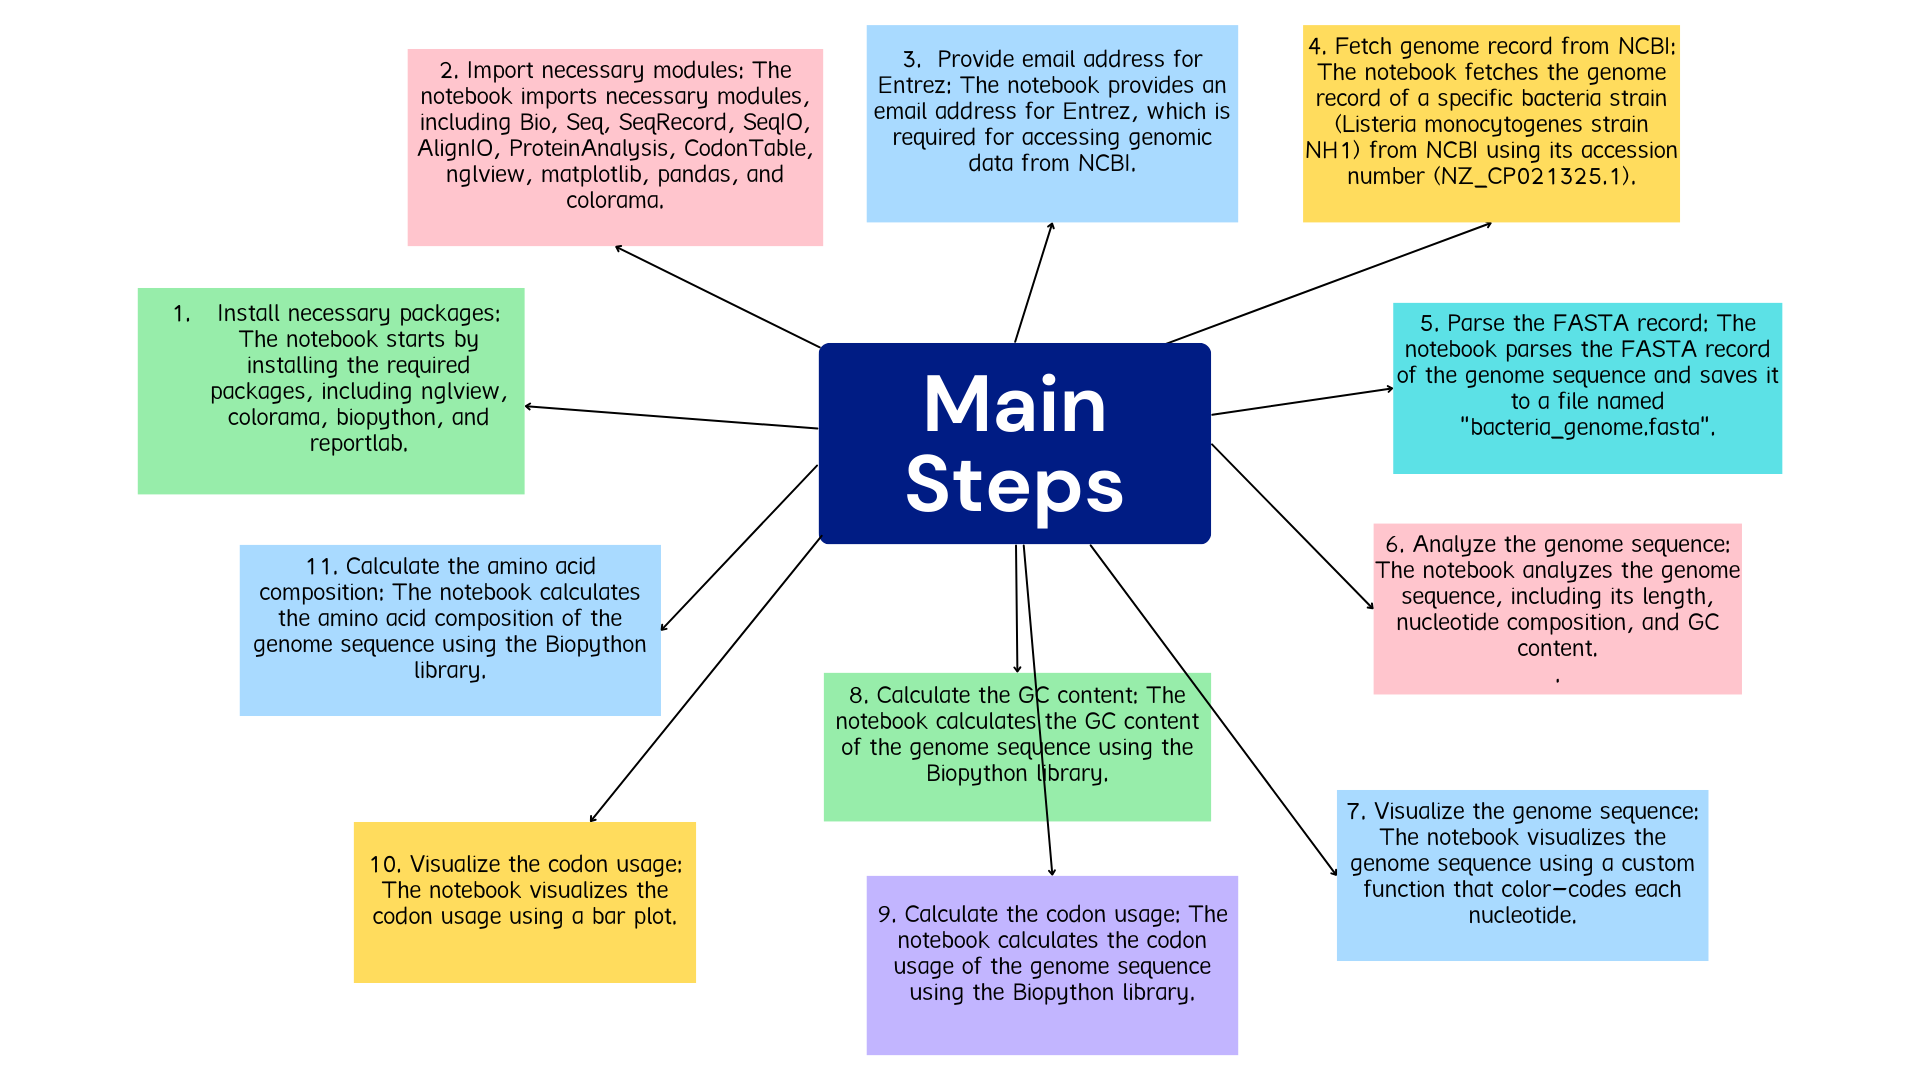 Main
Steps
1. Install necessary packages:
The notebook starts by
installing the required
packages, including nglview,
colorama, biopython, and
reportlab.
2. Import necessary modules: The
notebook imports necessary modules,
including Bio, Seq, SeqRecord, SeqIO,
AlignIO, ProteinAnalysis, CodonTable,
nglview, matplotlib, pandas, and
colorama.
3. Provide email address for
Entrez: The notebook provides an
email address for Entrez, which is
required for accessing genomic
data from NCBI.
4. Fetch genome record from NCBI:
The notebook fetches the genome
record of a specific bacteria strain
(Listeria monocytogenes strain
NH1) from NCBI using its accession
number (NZ_CP021325.1).
5. Parse the FASTA record: The
notebook parses the FASTA record
of the genome sequence and saves it
to a file named
"bacteria_genome.fasta".
6. Analyze the genome sequence:
The notebook analyzes the genome
sequence, including its length,
nucleotide composition, and GC
content.
.
7. Visualize the genome sequence:
The notebook visualizes the
genome sequence using a custom
function that color-codes each
nucleotide.
8. Calculate the GC content: The
notebook calculates the GC content
of the genome sequence using the
Biopython library.
9. Calculate the codon usage: The
notebook calculates the codon
usage of the genome sequence
using the Biopython library.
10. Visualize the codon usage:
The notebook visualizes the
codon usage using a bar plot.
11. Calculate the amino acid
composition: The notebook calculates
the amino acid composition of the
genome sequence using the Biopython
library.